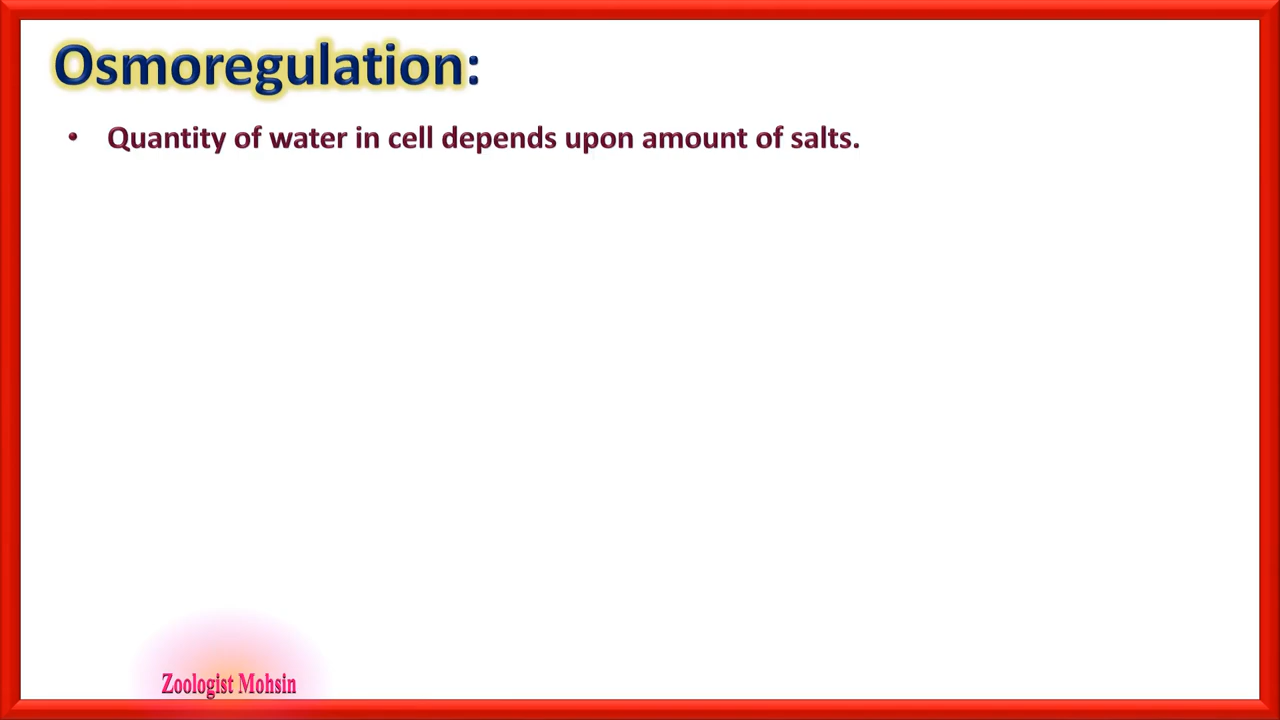 Osmoregulation:
• Quantity of water in cell depends upon amount of salts.
Zoologist Mohsin